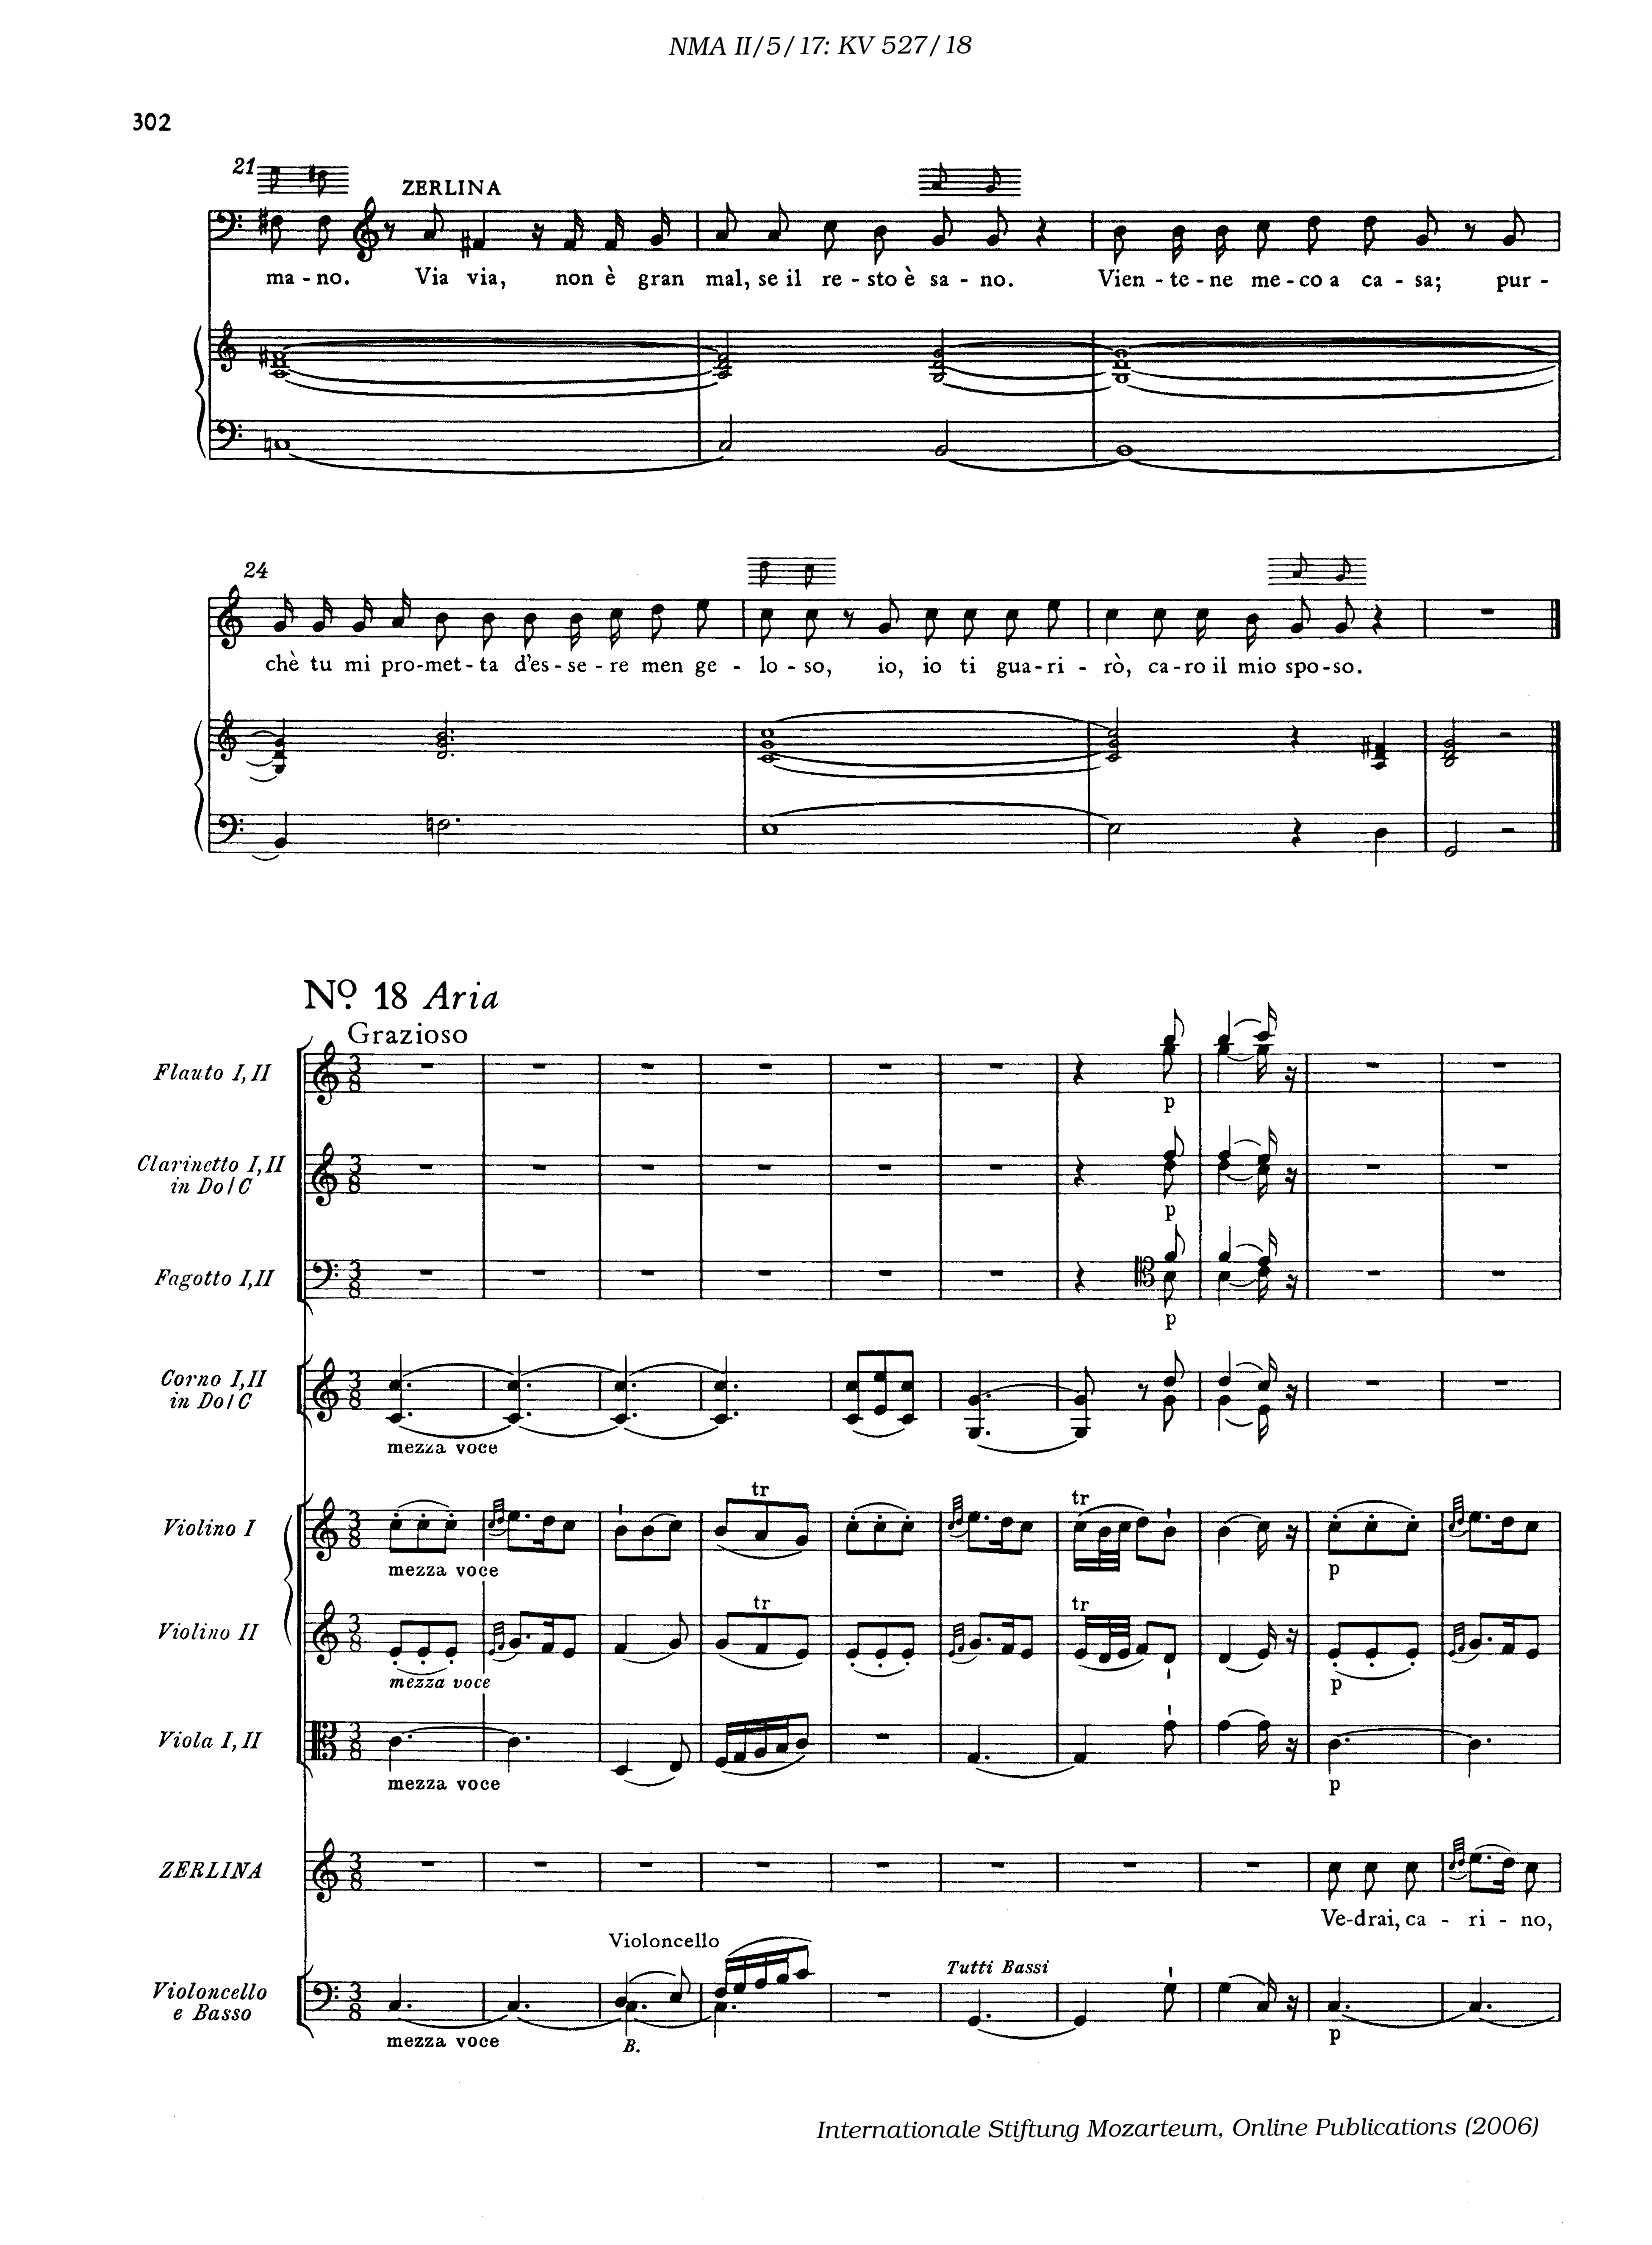 NMA II/5/17: KV 527/18
302
21
ZERLINA
ma - no. Via via, non è gran mal, se il re - sto è sa - no. Vien - te - ne me - co a ca - sa; pur -
24
chè tu mi pro - met - ta d'es - se - re men ge - lo - so, io, io ti gua - ri - rò, ca - ro il mio spo - so.
No. 18 Aria
Grazioso
Flauto I, II
p
Clarinetto I, II
in Do/C
p
Fagotto I, II
p
Corno I, II
in Do/C
mezza voce
tr tr
Violino I
mezza voce p
tr tr
Violino II
mezza voce p
Viola I, II
mezza voce p
ZERLINA
Ve - drai, ca - ri - no,
Violoncello
Tutti Bassi
Violoncello
e Basso
mezza voce B. p
Internationale Stiftung Mozarteum, Online Publications (2006)